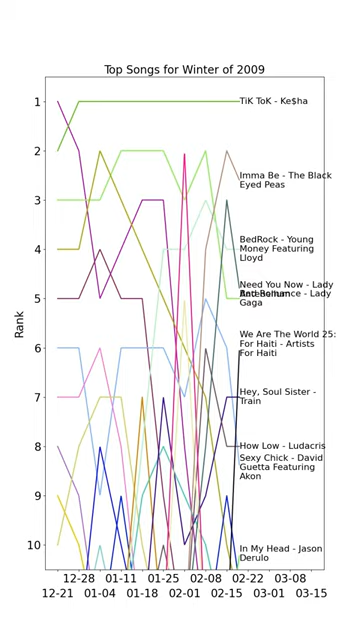 Top Songs for Winter of 2009
Rank
1
2
3
4
5
6
7
8
9
10
TiK ToK - Ke$ha
Imma Be - The Black
Eyed Peas
BedRock - Young
Money Featuring
Lloyd
Need You Now - Lady
Antebellum
Bad Romance - Lady
Gaga
We Are The World 25:
For Haiti - Artists
For Haiti
Hey, Soul Sister -
Train
How Low - Ludacris
Sexy Chick - David
Guetta Featuring
Akon
In My Head - Jason
Derulo
12-28 01-11 01-25 02-08 02-22 03-08
12-21 01-04 01-18 02-01 02-15 03-01 03-15